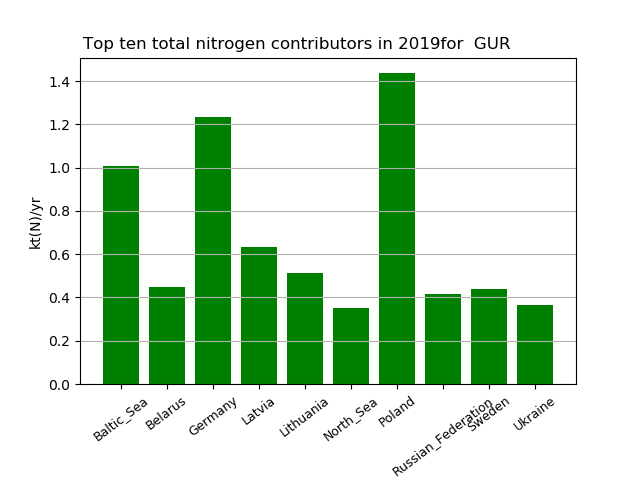 Top ten total nitrogen contributors in 2019for  GUR
kt(N)/yr
1.4
1.2
1.0
0.8
0.6
0.4
0.2
0.0
Baltic_Sea
Belarus
Germany
Latvia
Lithuania
North_Sea
Poland
Russian_Federation
Sweden
Ukraine